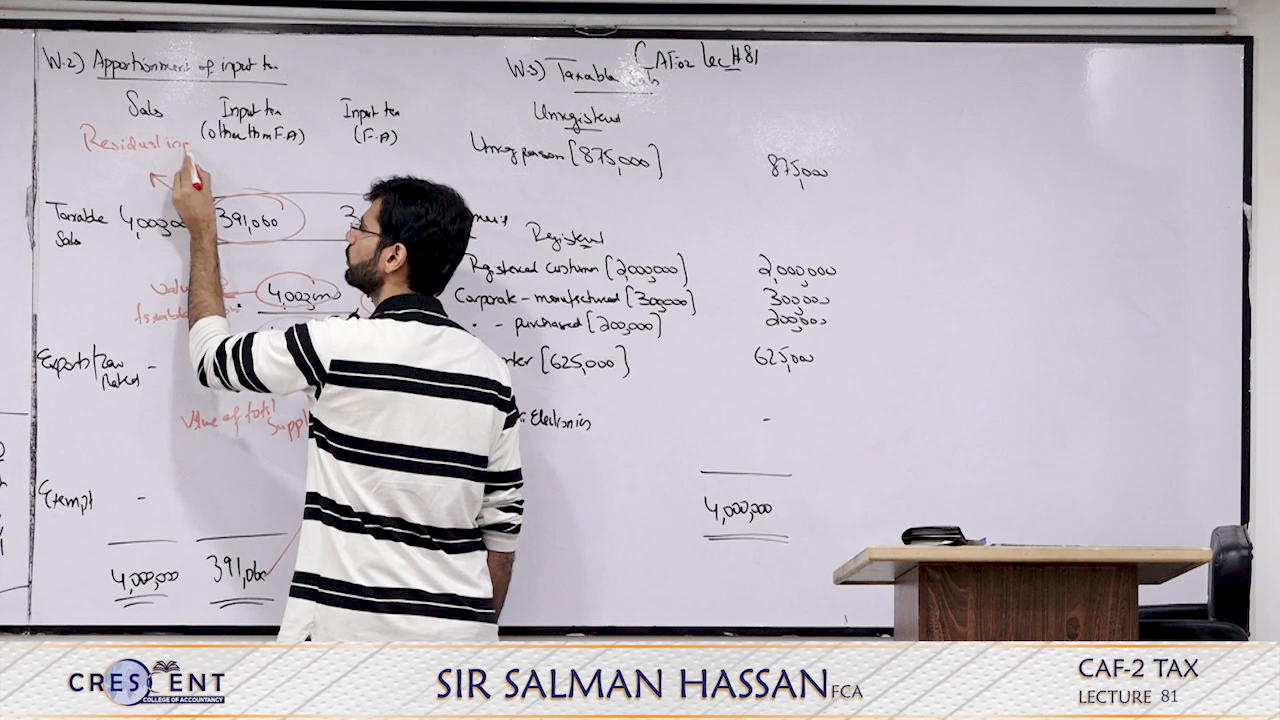 W-2) Apportionment of input tax
Sales
Input tax
(other than F.A)
Input tax
(F.A)
Residual inp
Taxable
Sales
4,000,000
391,060
4,000,000
Exports/Zero
Rated
-
Value of total
Exempt
-
4,000,000
391,060
CAF-02 Lec # 81
W-3) Taxable
Unregistered
Unreg person [875,000]
875,000
Registered
Registered customer [2,000,000]
2,000,000
Corporate - manufactured [300,000]
300,000
" - purchased [200,000]
200,000
[625,000]
625,000
Electronics
-
4,000,000
CRESCENT
COLLEGE OF ACCOUNTANCY
SIR SALMAN HASSAN FCA
CAF-2 TAX
LECTURE 81